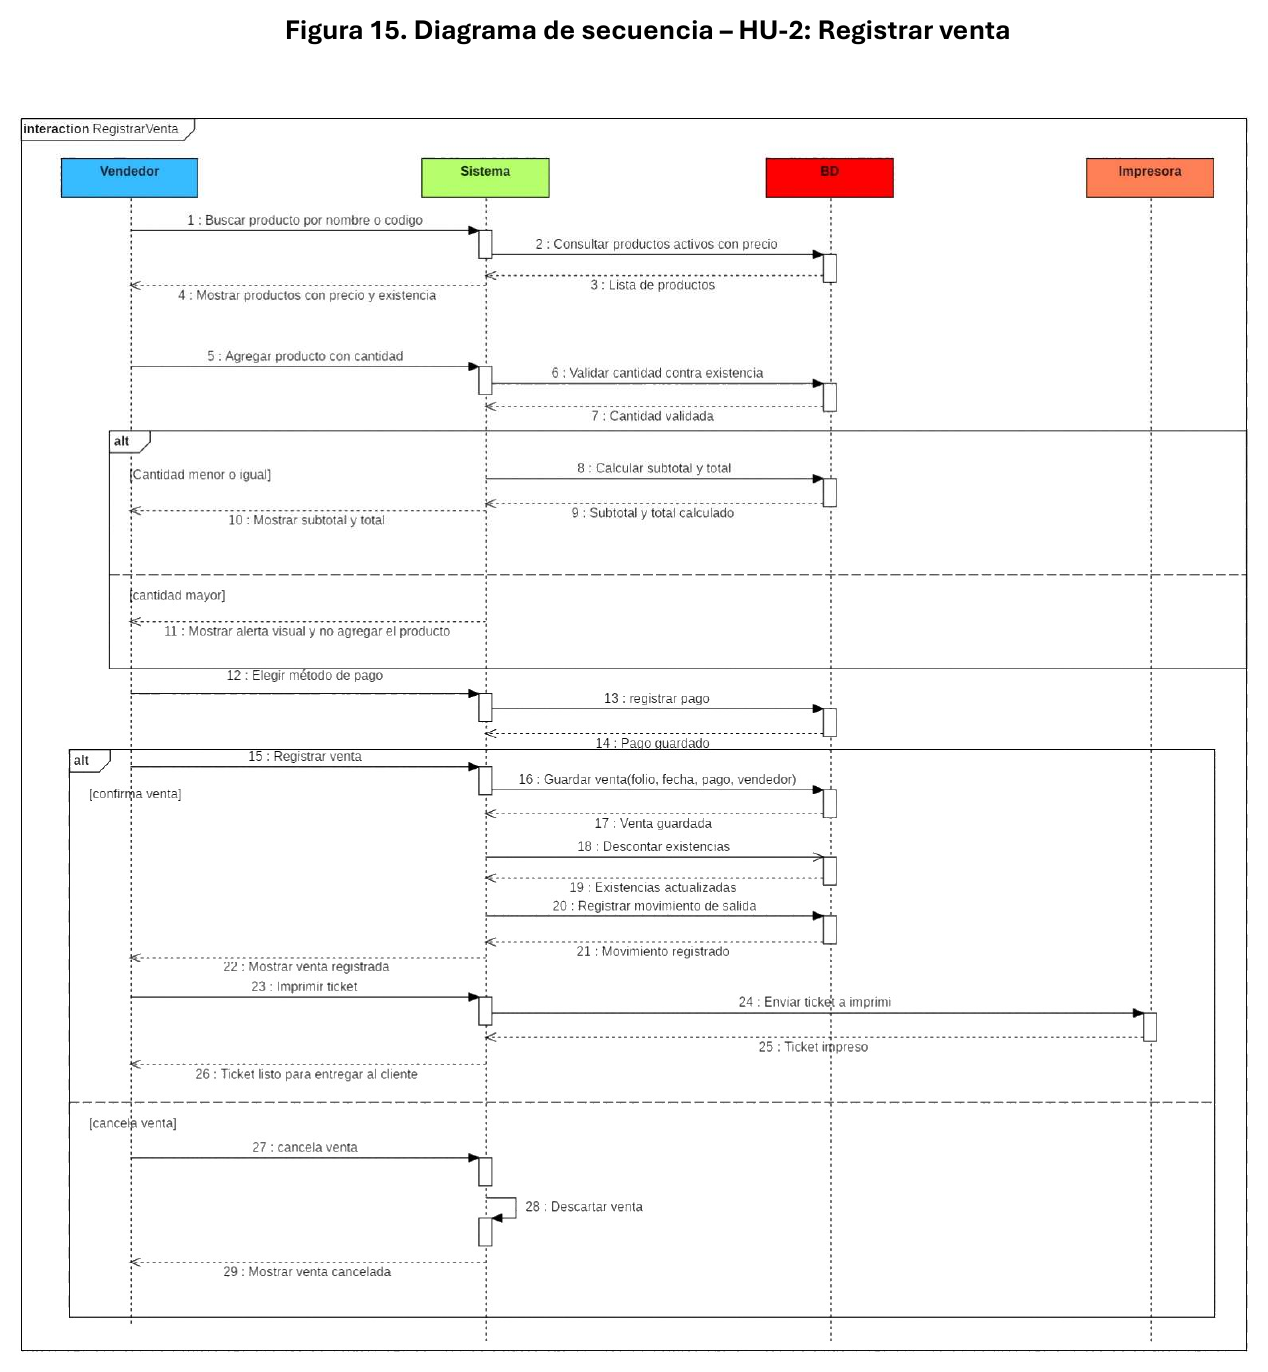 Figura 15. Diagrama de secuencia – HU-2: Registrar venta
interaction RegistrarVenta
Vendedor
Sistema
BD
Impresora
1 : Buscar producto por nombre o codigo
2 : Consultar productos activos con precio
3 : Lista de productos
4 : Mostrar productos con precio y existencia
5 : Agregar producto con cantidad
6 : Validar cantidad contra existencia
7 : Cantidad validada
alt
[Cantidad menor o igual]
8 : Calcular subtotal y total
9 : Subtotal y total calculado
10 : Mostrar subtotal y total
[cantidad mayor]
11 : Mostrar alerta visual y no agregar el producto
12 : Elegir método de pago
13 : registrar pago
14 : Pago guardado
alt
15 : Registrar venta
[confirma venta]
16 : Guardar venta(folio, fecha, pago, vendedor)
17 : Venta guardada
18 : Descontar existencias
19 : Existencias actualizadas
20 : Registrar movimiento de salida
21 : Movimiento registrado
22 : Mostrar venta registrada
23 : Imprimir ticket
24 : Enviar ticket a imprimi
25 : Ticket impreso
26 : Ticket listo para entregar al cliente
[cancela venta]
27 : cancela venta
28 : Descartar venta
29 : Mostrar venta cancelada